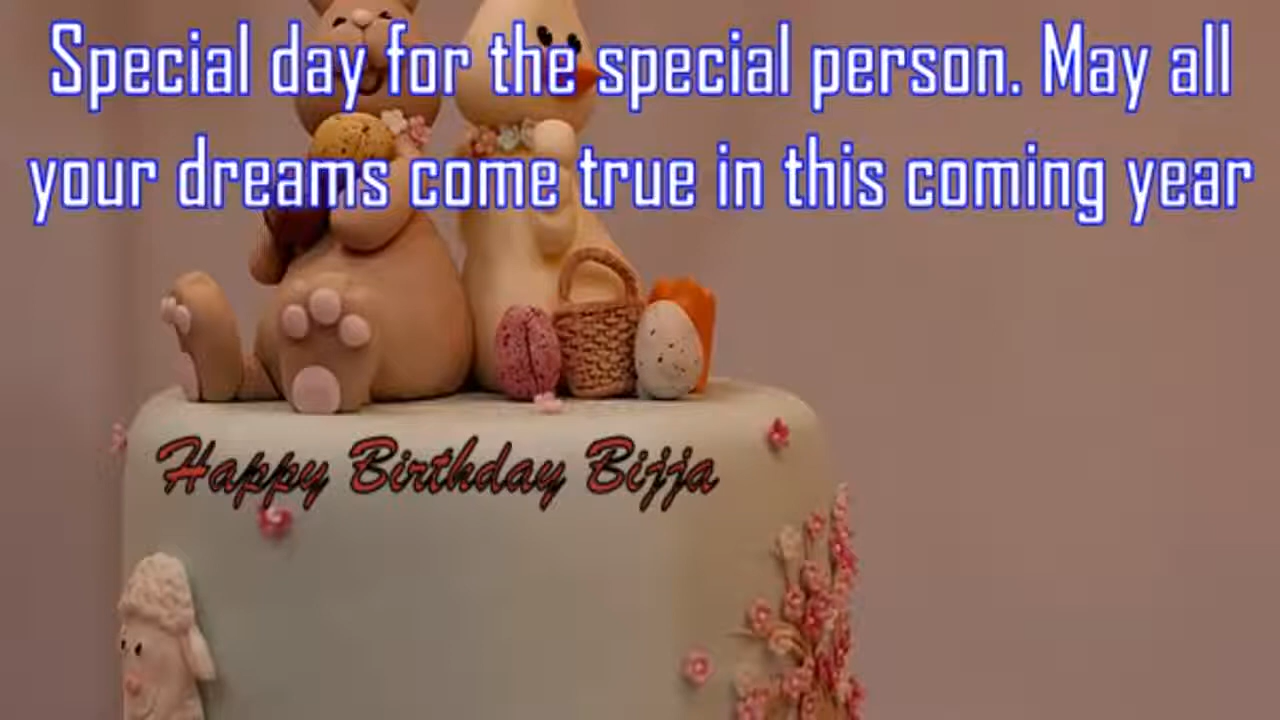 Special day for the special person. May all
your dreams come true in this coming year
Happy Birthday Bijja